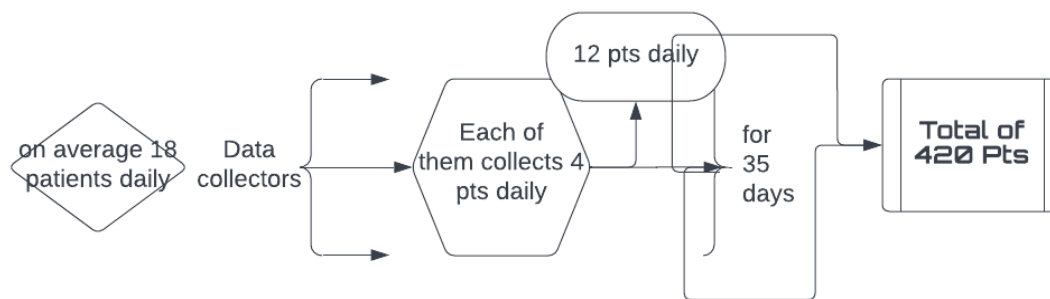 on average 18
patients daily
Data
collectors
Each of
them collects 4
pts daily
12 pts daily
for
35
days
Total of
420 Pts